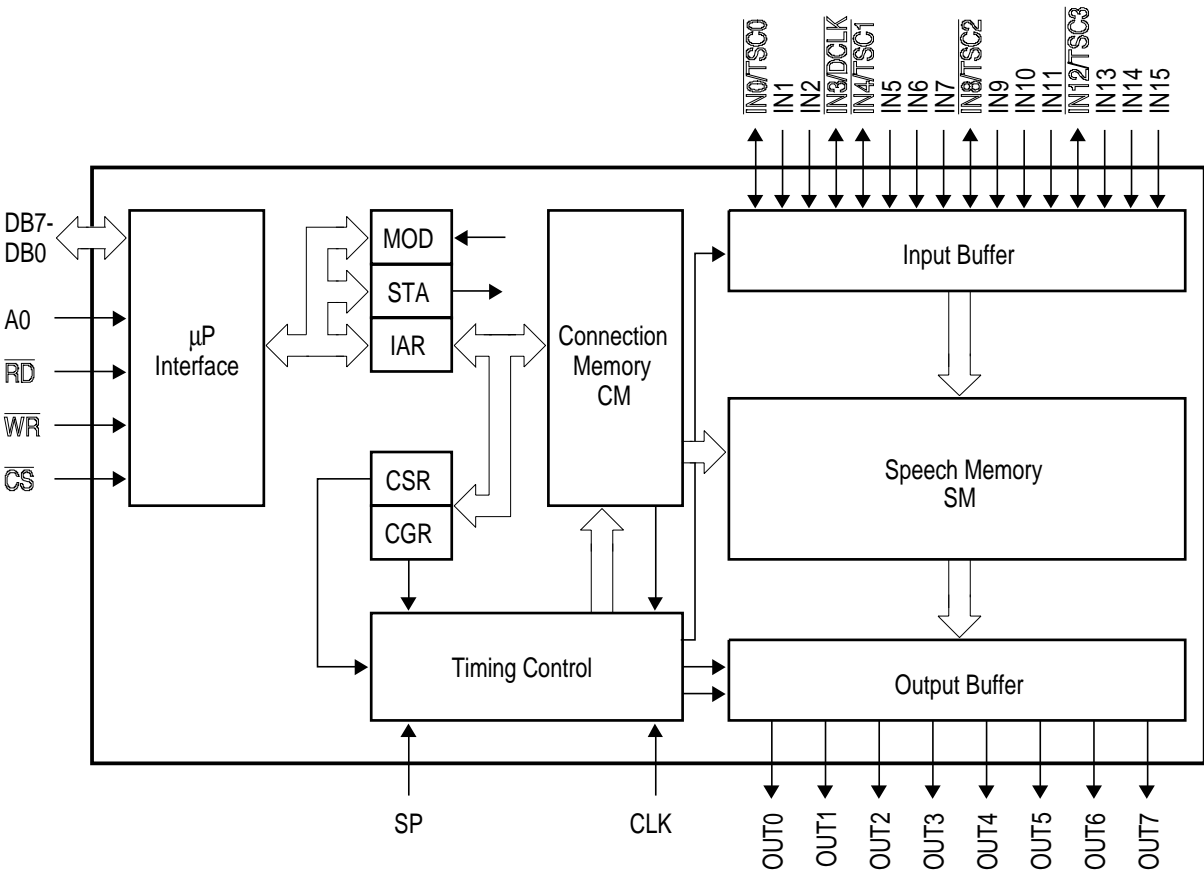 IN0/TSC0
IN1
IN2
IN3/DCLK
IN4/TSC1
IN5
IN6
IN7
IN8/TSC2
IN9
IN10
IN11
IN12/TSC3
IN13
IN14
IN15
DB7-
DB0
A0
RD
WR
CS
μP
Interface
MOD
STA
IAR
CSR
CGR
Connection
Memory
CM
Input Buffer
Speech Memory
SM
Timing Control
Output Buffer
SP
CLK
OUT0
OUT1
OUT2
OUT3
OUT4
OUT5
OUT6
OUT7